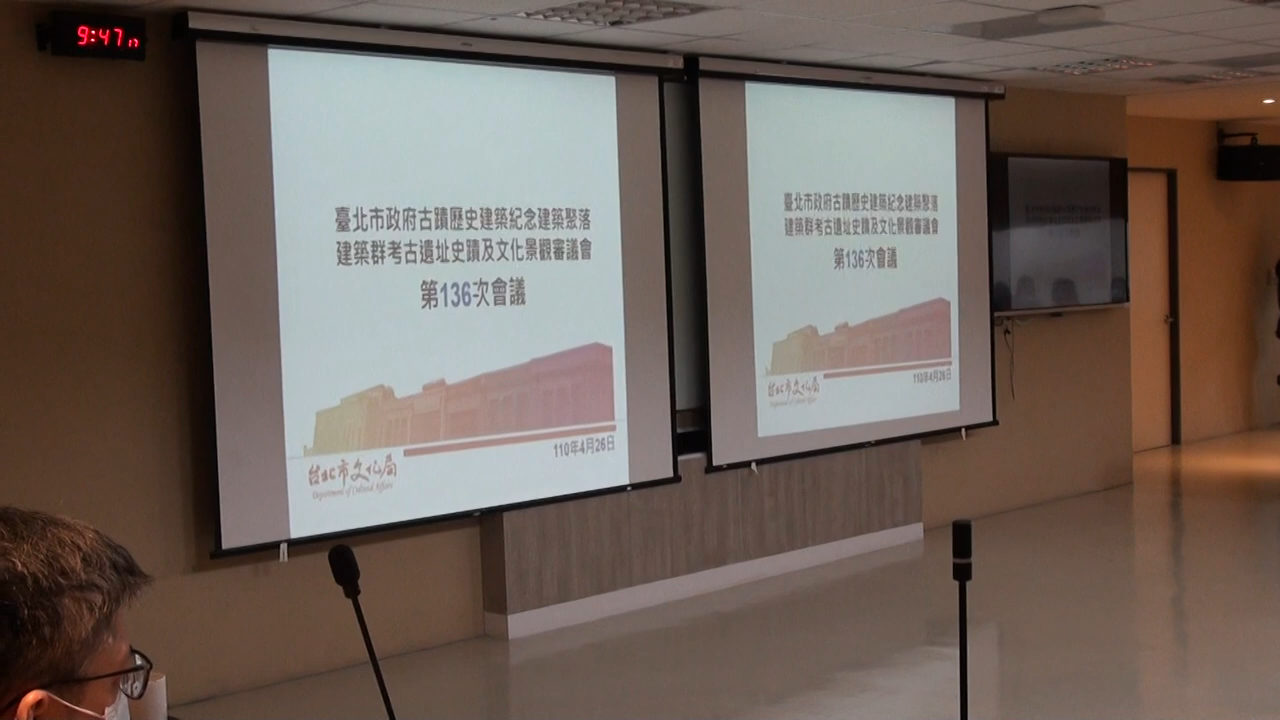 9:47 17
臺北市政府古蹟歷史建築紀念建築聚落
建築群考古遺址史蹟及文化景觀審議會
第136次會議
110年4月26日
台北市文化局
Department of Cultural Affairs
臺北市政府古蹟歷史建築紀念建築聚落
建築群考古遺址史蹟及文化景觀審議會
第136次會議
110年4月26日
台北市文化局
Department of Cultural Affairs